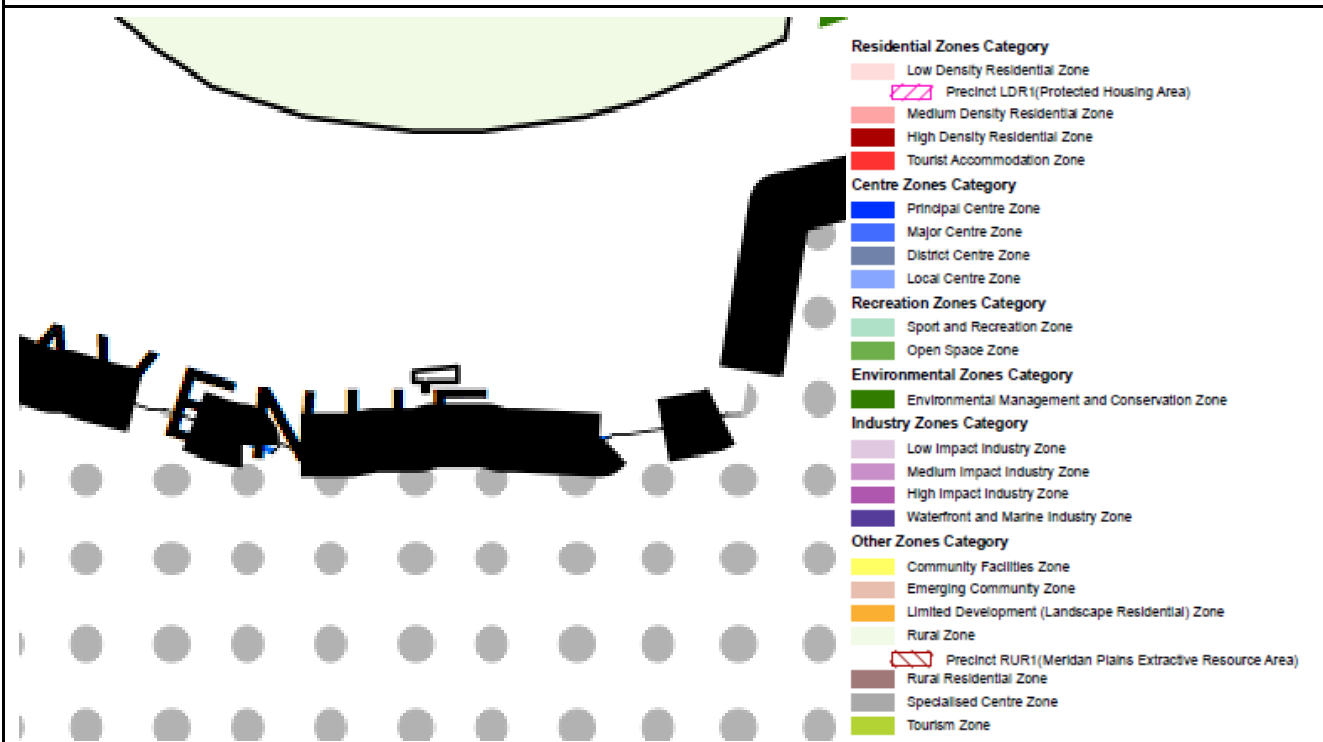 AVENUE
Residential Zones Category
Low Density Residential Zone
Precinct LDR1(Protected Housing Area)
Medium Density Residential Zone
High Density Residential Zone
Tourist Accommodation Zone
Centre Zones Category
Principal Centre Zone
Major Centre Zone
District Centre Zone
Local Centre Zone
Recreation Zones Category
Sport and Recreation Zone
Open Space Zone
Environmental Zones Category
Environmental Management and Conservation Zone
Industry Zones Category
Low Impact Industry Zone
Medium Impact Industry Zone
High Impact Industry Zone
Waterfront and Marine Industry Zone
Other Zones Category
Community Facilities Zone
Emerging Community Zone
Limited Development (Landscape Residential) Zone
Rural Zone
Precinct RUR1(Meridan Plains Extractive Resource Area)
Rural Residential Zone
Specialised Centre Zone
Tourism Zone